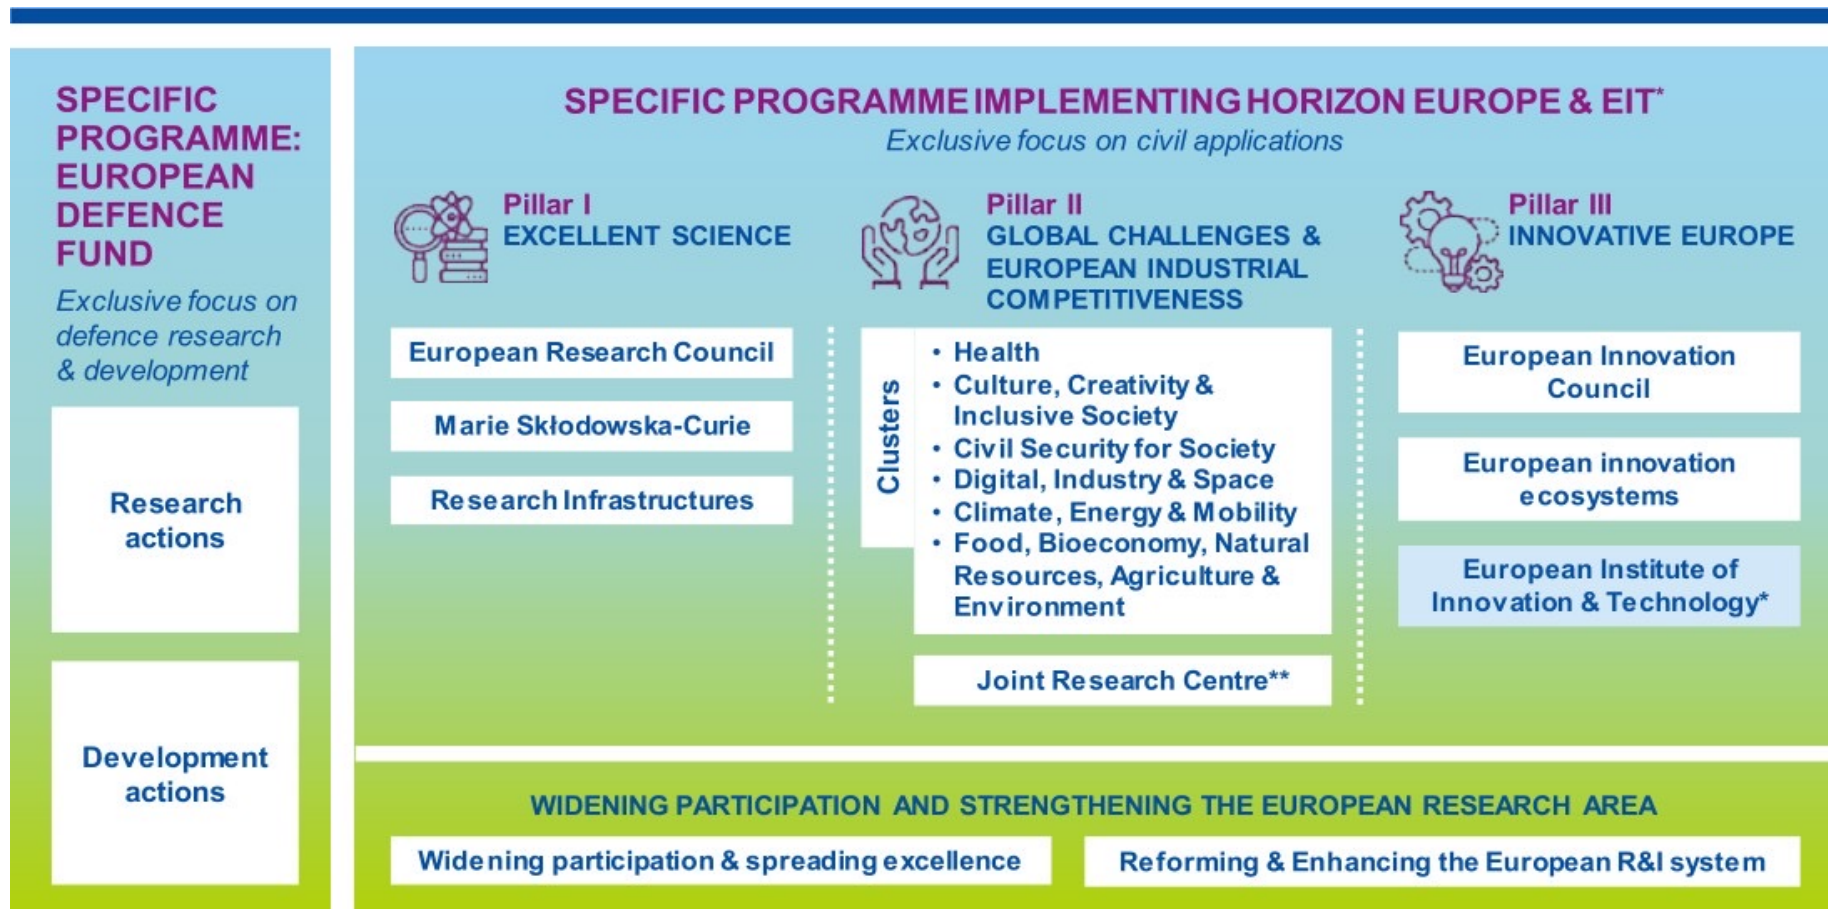 SPECIFIC
PROGRAMME:
EUROPEAN
DEFENCE
FUND
Exclusive focus on
defence research
& development
Research
actions
Development
actions
SPECIFIC PROGRAMME IMPLEMENTING HORIZON EUROPE & EIT*
Exclusive focus on civil applications
Pillar I
EXCELLENT SCIENCE
European Research Council
Marie Skłodowska-Curie
Research Infrastructures
Pillar II
GLOBAL CHALLENGES &
EUROPEAN INDUSTRIAL
COMPETITIVENESS
Clusters
• Health
• Culture, Creativity &
Inclusive Society
• Civil Security for Society
• Digital, Industry & Space
• Climate, Energy & Mobility
• Food, Bioeconomy, Natural
Resources, Agriculture &
Environment
Joint Research Centre**
Pillar III
INNOVATIVE EUROPE
European Innovation
Council
European innovation
ecosystems
European Institute of
Innovation & Technology*
WIDENING PARTICIPATION AND STRENGTHENING THE EUROPEAN RESEARCH AREA
Widening participation & spreading excellence
Reforming & Enhancing the European R&I system